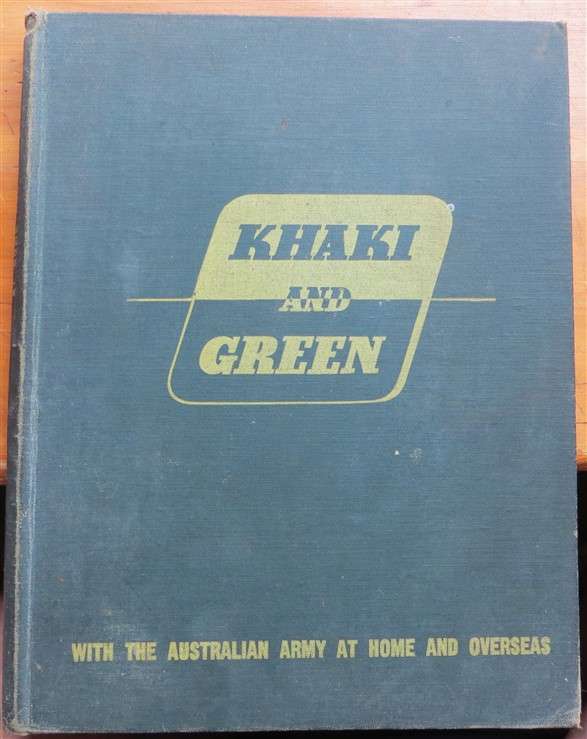 KHAKI
AND
GREEN
WITH THE AUSTRALIAN ARMY AT HOME AND OVERSEAS